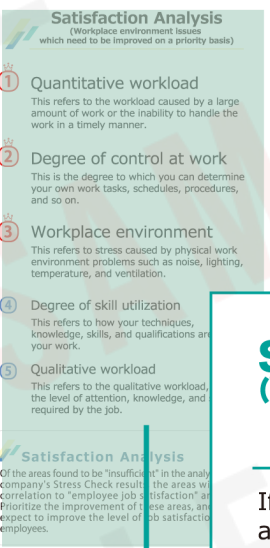 Satisfaction Analysis
(Workplace environment issues
which need to be improved on a priority basis)
1 Quantitative workload
This refers to the workload caused by a large
amount of work or the inability to handle the
work in a timely manner.
2 Degree of control at work
This is the degree to which you can determine
your own work tasks, schedules, procedures,
and so on.
3 Workplace environment
This refers to stress caused by physical work
environment problems such as noise, lighting,
temperature, and ventilation.
4 Degree of skill utilization
This refers to how your techniques,
knowledge, skills, and qualifications are
your work.
5 Qualitative workload
This refers to the qualitative workload,
the level of attention, knowledge, and
required by the job.
Satisfaction Analysis
Of the areas found to be "insufficient" in the
company's Stress Check results, the areas
correlation to "employee job satisfaction"
Prioritize the improvement of these areas, and
expect to improve the level of job
employees.